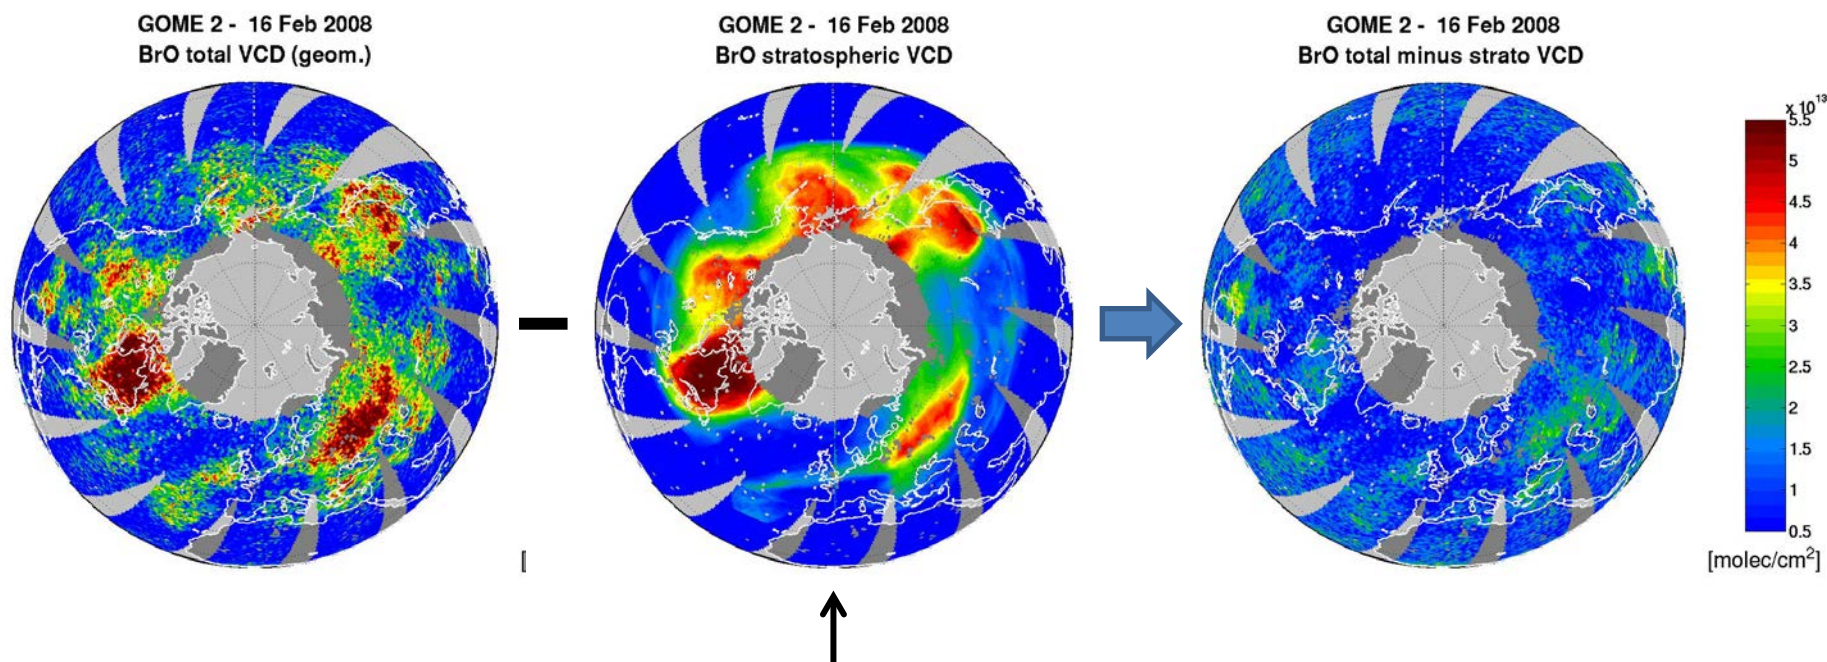 GOME 2 - 16 Feb 2008
BrO total VCD (geom.)
GOME 2 - 16 Feb 2008
BrO stratospheric VCD
GOME 2 - 16 Feb 2008
BrO total minus strato VCD
x 10¹³
5.5
5
4.5
4
3.5
3
2.5
2
1.5
1
0.5
[molec/cm²]
[